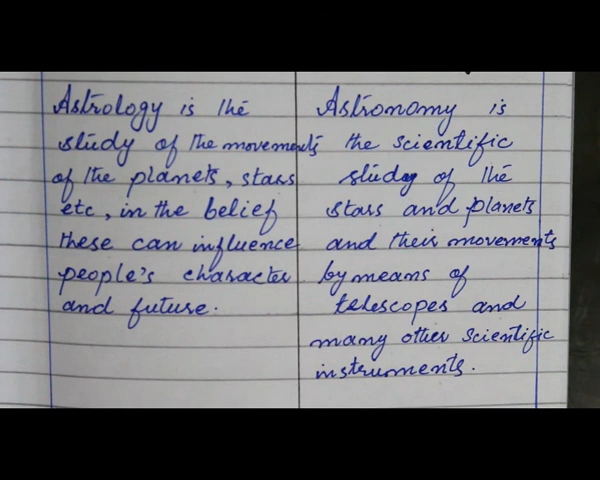 Astrology is the
study of the movements
of the planets, stars
etc, in the belief
these can influence
people's character
and future.
Astronomy is
the scientific
study of the
stars and planets
and their movements
by means of
telescopes and
many other scientific
instruments.